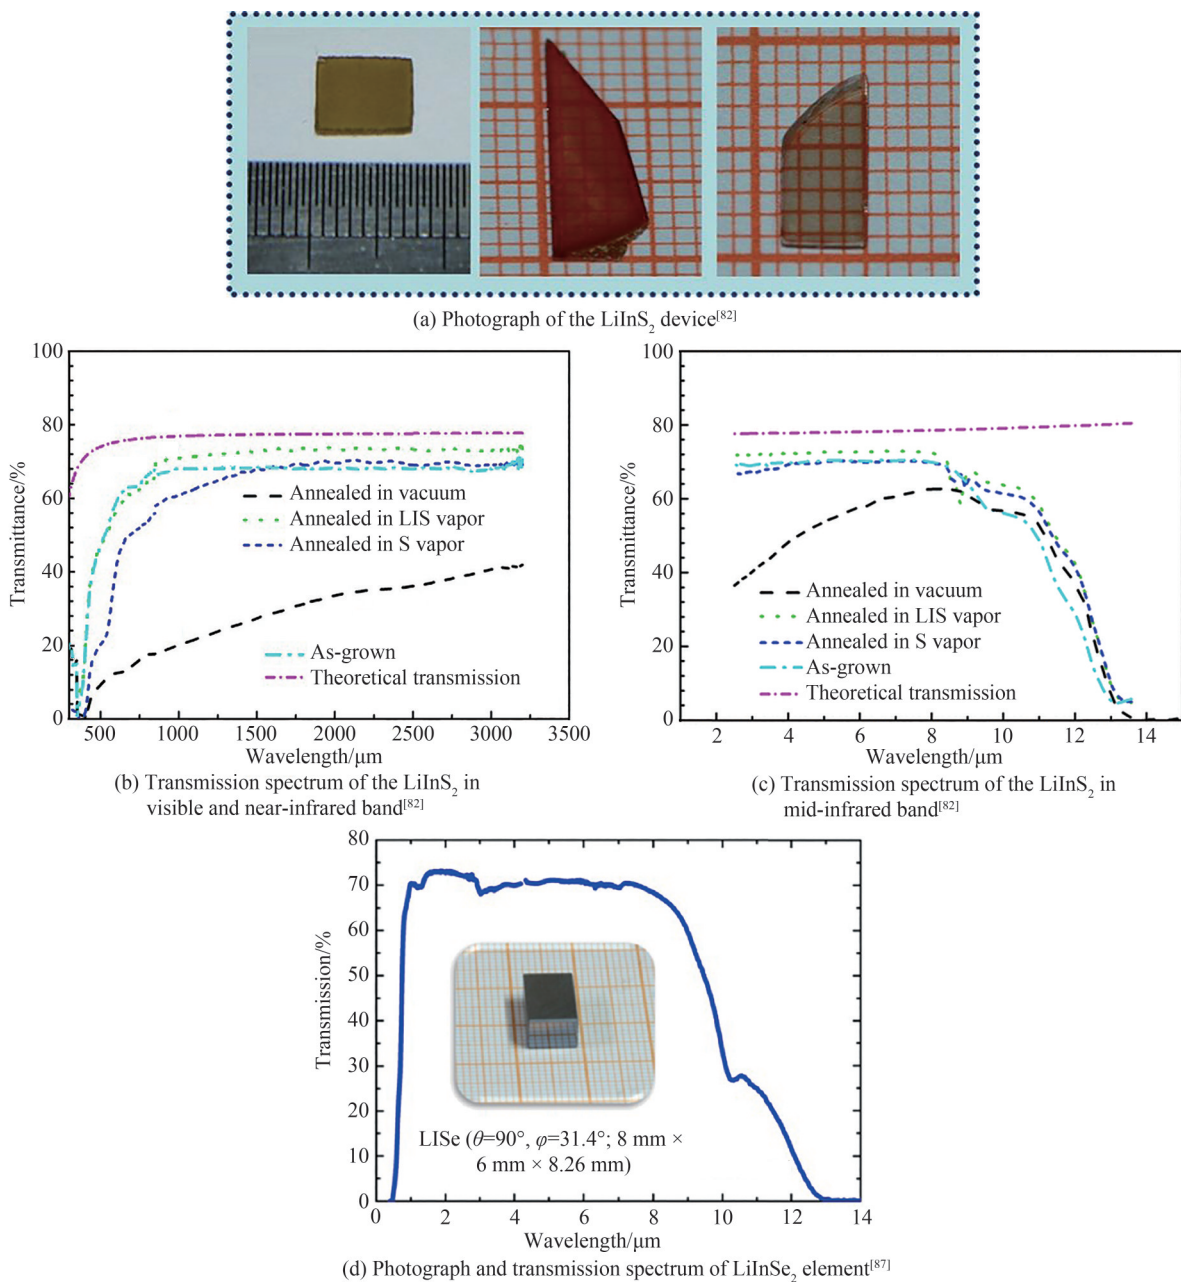 (a) Photograph of the LiInS₂ device[82]
100
80
60
40
20
0
Transmittance/%
Annealed in vacuum
Annealed in LIS vapor
Annealed in S vapor
As-grown
Theoretical transmission
500 1000 1500 2000 2500 3000 3500
Wavelength/μm
(b) Transmission spectrum of the LiInS₂ in
visible and near-infrared band[82]
100
80
60
40
20
0
Transmittance/%
Annealed in vacuum
Annealed in LIS vapor
Annealed in S vapor
As-grown
Theoretical transmission
2 4 6 8 10 12 14
Wavelength/μm
(c) Transmission spectrum of the LiInS₂ in
mid-infrared band[82]
80
70
60
50
40
30
20
10
0
Transmission/%
LISe (θ=90°, φ=31.4°; 8 mm ×
6 mm × 8.26 mm)
0 2 4 6 8 10 12 14
Wavelength/μm
(d) Photograph and transmission spectrum of LiInSe₂ element[87]